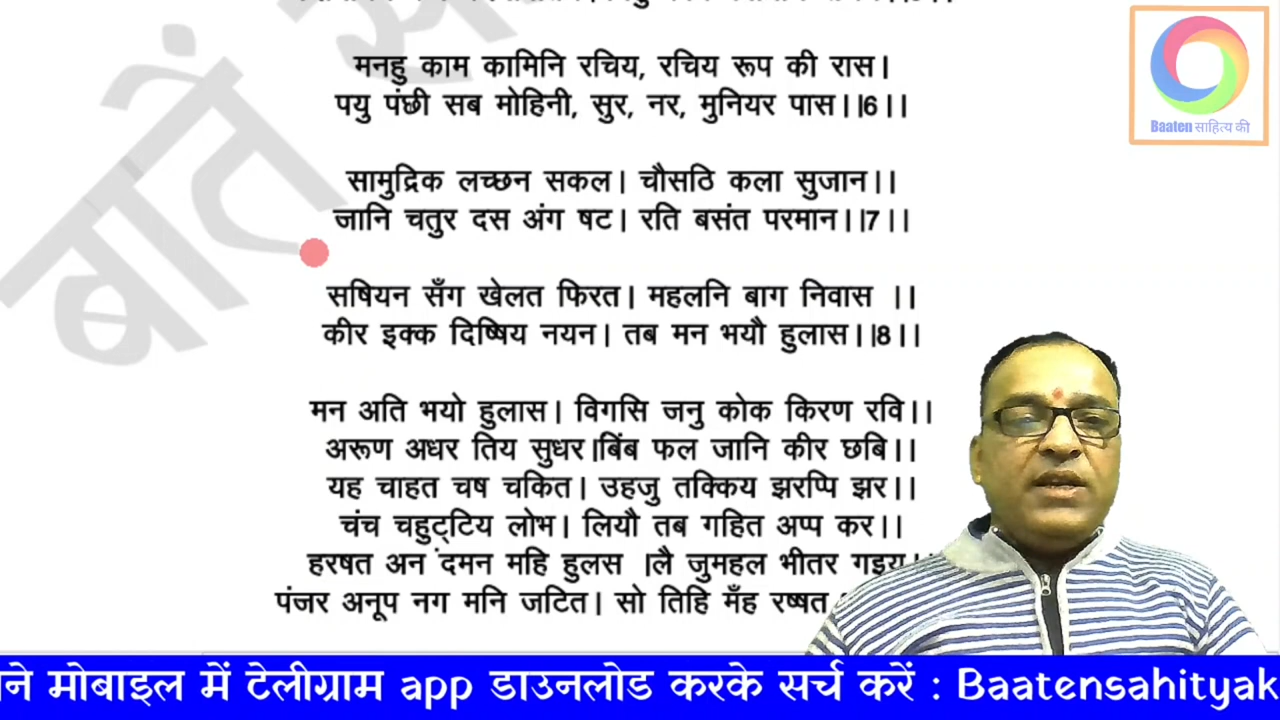 मनहु काम कामिनि रचिय, रचिय रूप की रास।
पयु पंछी सब मोहिनी, सुर, नर, मुनियर पास।।6।।
सामुद्रिक लच्छन सकल। चौसठि कला सुजान।।
जानि चतुर दस अंग षट। रति बसंत परमान।।7।।
सषियन सँग खेलत फिरत। महलनि बाग निवास ।।
कीर इक्क दिष्षिय नयन। तब मन भयौ हुलास।।8।।
मन अति भयो हुलास। विगसि जनु कोक किरण रवि।।
अरूण अधर तिय सुधर।बिंब फल जानि कीर छबि।।
यह चाहत चष चकित। उहजु तक्किय झरप्पि झर।।
चंच चहुट्टिय लोभ। लियौ तब गहित अप्प कर।।
हरषत अनंदमन महि हुलस ।लै जुमहल भीतर गइय।
पंजर अनूप नग मनि जटित। सो तिहि मँह रष्षत
Baaten साहित्य की
बातें
ने मोबाइल में टेलीग्राम app डाउनलोड करके सर्च करें : Baatensahityak